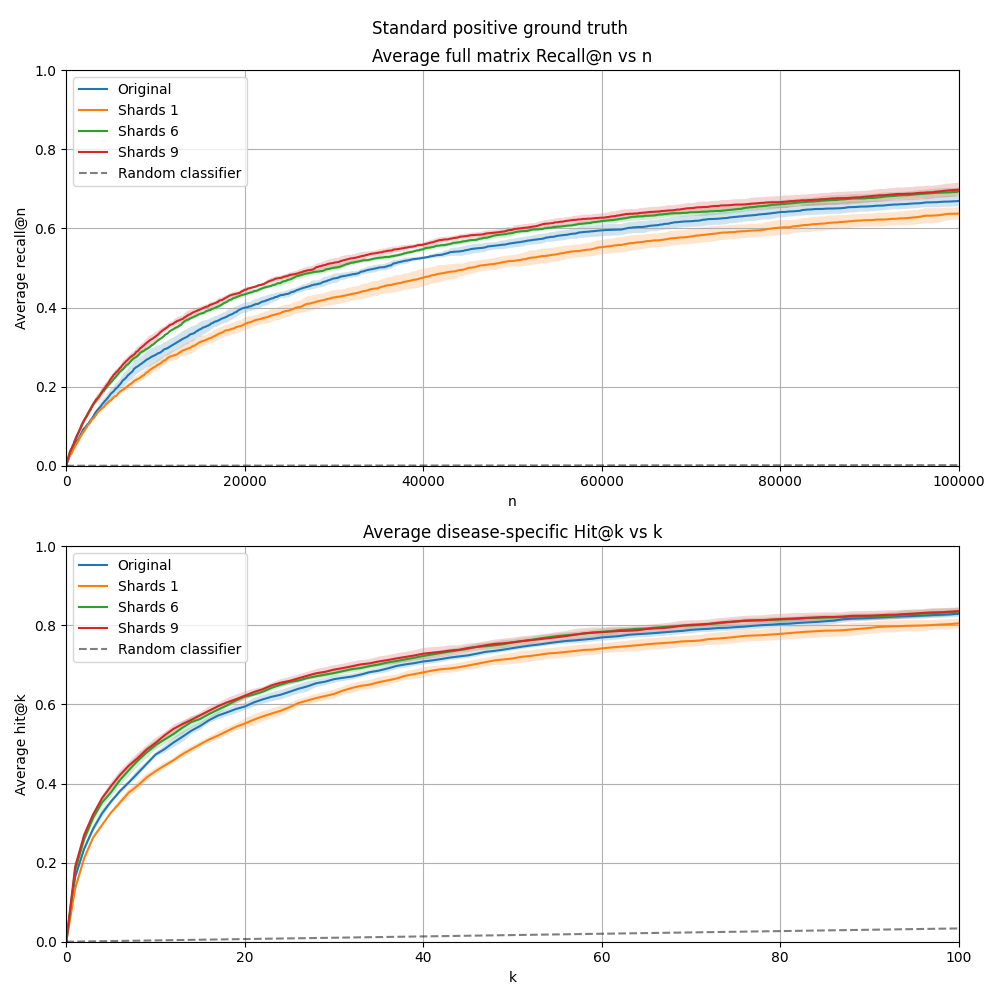 Standard positive ground truth
Average full matrix Recall@n vs n
1.0
0.8
0.6
0.4
0.2
0.0
Average recall@n
Original
Shards 1
Shards 6
Shards 9
Random classifier
0 20000 40000 60000 80000 100000
n
Average disease-specific Hit@k vs k
1.0
0.8
0.6
0.4
0.2
0.0
Average hit@k
Original
Shards 1
Shards 6
Shards 9
Random classifier
0 20 40 60 80 100
k